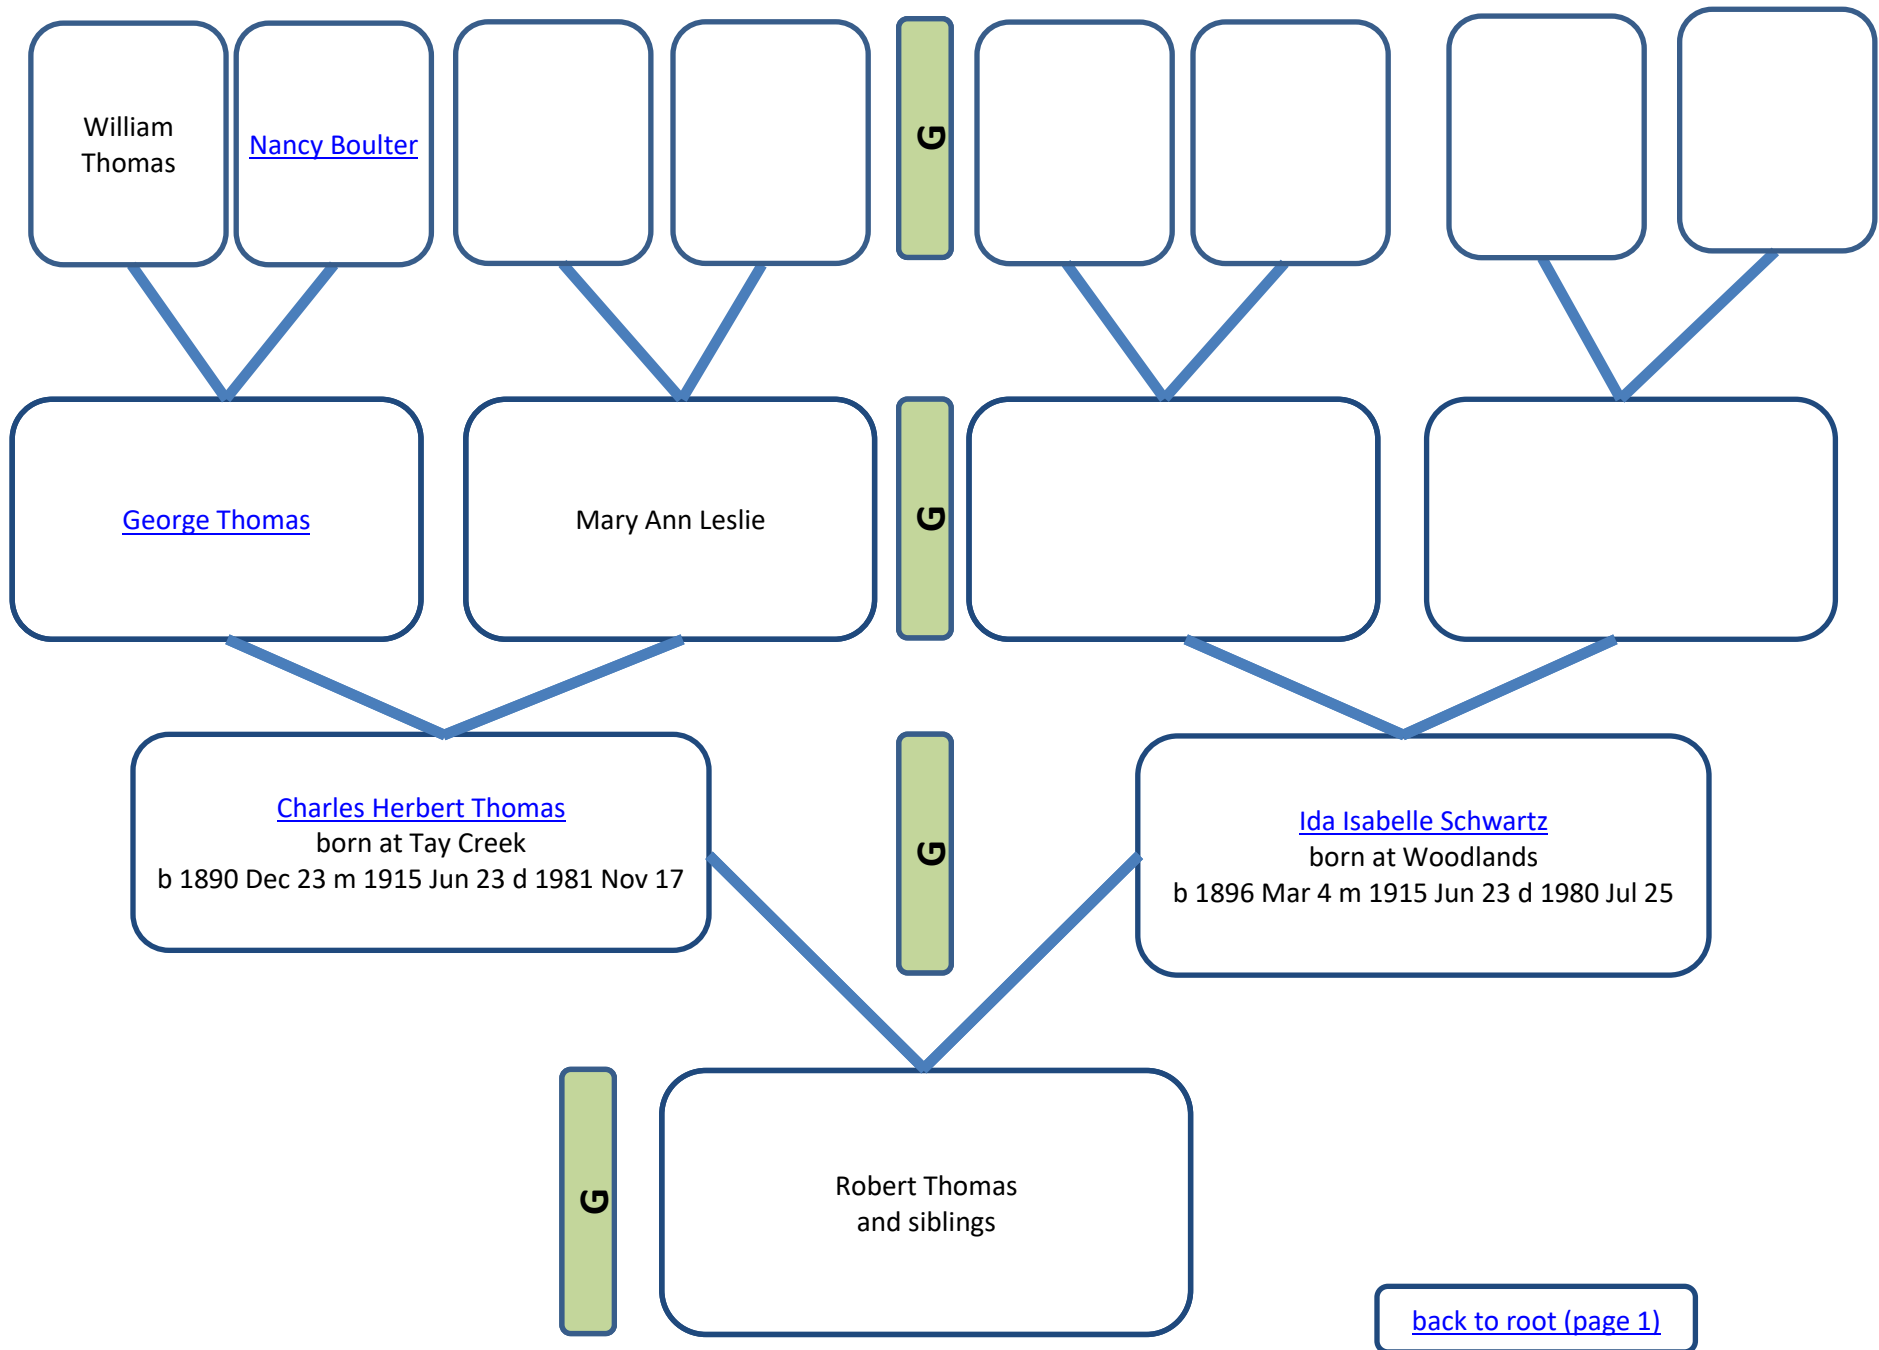 William
Thomas
Nancy Boulter
G
George Thomas
Mary Ann Leslie
G
Charles Herbert Thomas
born at Tay Creek
b 1890 Dec 23 m 1915 Jun 23 d 1981 Nov 17
G
Ida Isabelle Schwartz
born at Woodlands
b 1896 Mar 4 m 1915 Jun 23 d 1980 Jul 25
G
Robert Thomas
and siblings
back to root (page 1)